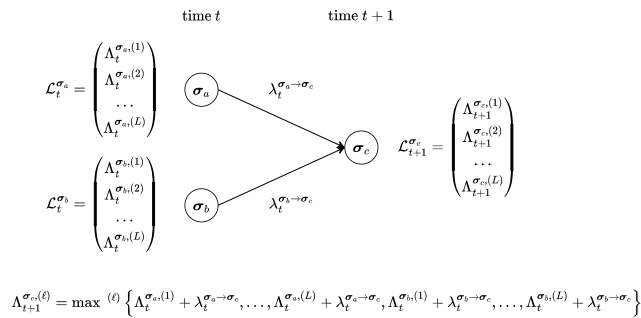 time t time t + 1
Λ_t^{σ_a,(1)}
Λ_t^{σ_a,(2)}
ℒ_t^{σ_a} =
...
Λ_t^{σ_a,(L)}
σ_a
λ_t^{σ_a→σ_c}
Λ_{t+1}^{σ_c,(1)}
Λ_{t+1}^{σ_c,(2)}
σ_c
ℒ_{t+1}^{σ_c} =
...
Λ_{t+1}^{σ_c,(L)}
Λ_t^{σ_b,(1)}
Λ_t^{σ_b,(2)}
ℒ_t^{σ_b} =
...
Λ_t^{σ_b,(L)}
σ_b
λ_t^{σ_b→σ_c}
Λ_{t+1}^{σ_c,(ℓ)} = max ^{(ℓ)} { Λ_t^{σ_a,(1)} + λ_t^{σ_a→σ_c}, ..., Λ_t^{σ_a,(L)} + λ_t^{σ_a→σ_c}, Λ_t^{σ_b,(1)} + λ_t^{σ_b→σ_c}, ..., Λ_t^{σ_b,(L)} + λ_t^{σ_b→σ_c} }